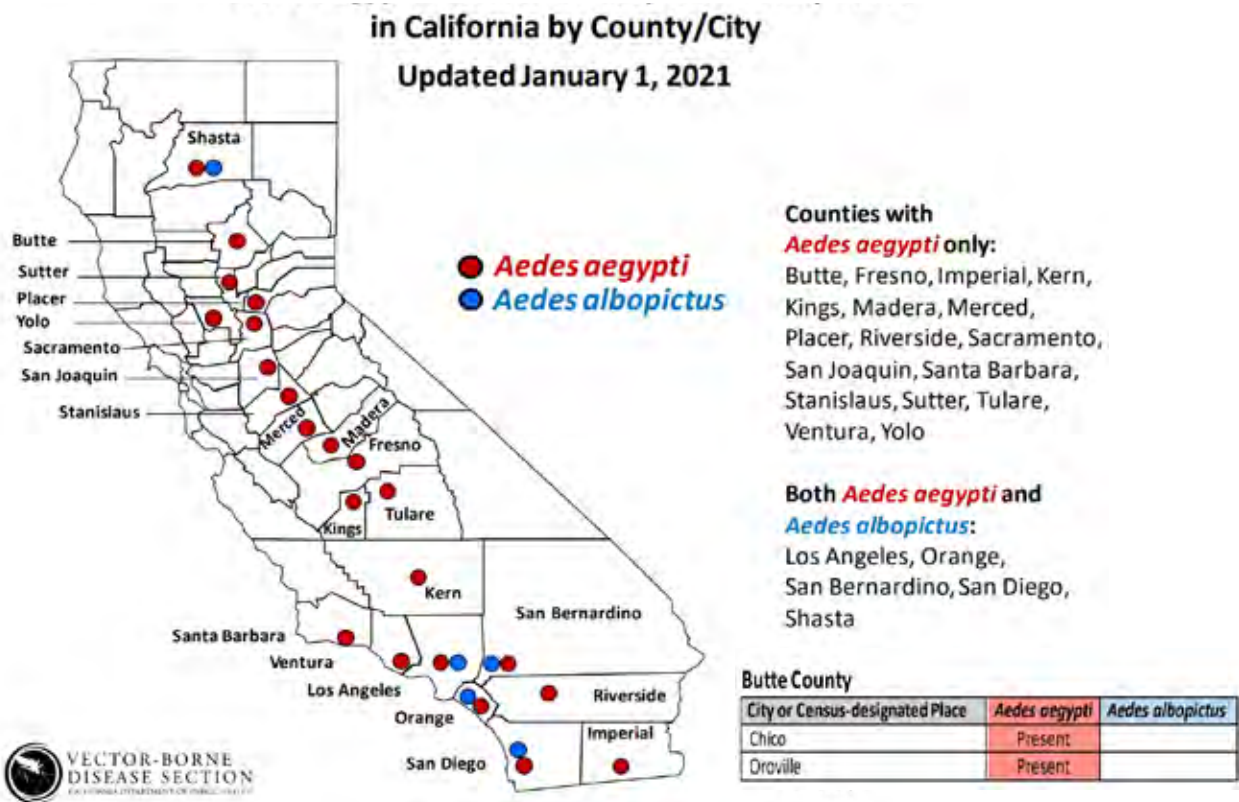 in California by County/City
Updated January 1, 2021
Shasta
Butte
Sutter
Placer
Yolo
Sacramento
San Joaquin
Stanislaus
Merced
Madera
Fresno
Kings
Tulare
Kern
San Bernardino
Santa Barbara
Ventura
Los Angeles
Orange
Riverside
San Diego
Imperial
Aedes aegypti
Aedes albopictus
Counties with
Aedes aegypti only:
Butte, Fresno, Imperial, Kern,
Kings, Madera, Merced,
Placer, Riverside, Sacramento,
San Joaquin, Santa Barbara,
Stanislaus, Sutter, Tulare,
Ventura, Yolo
Both Aedes aegypti and
Aedes albopictus:
Los Angeles, Orange,
San Bernardino, San Diego,
Shasta
Butte County
City or Census-designated Place Aedes aegypti Aedes albopictus
Chico Present
Oroville Present
VECTOR-BORNE
DISEASE SECTION